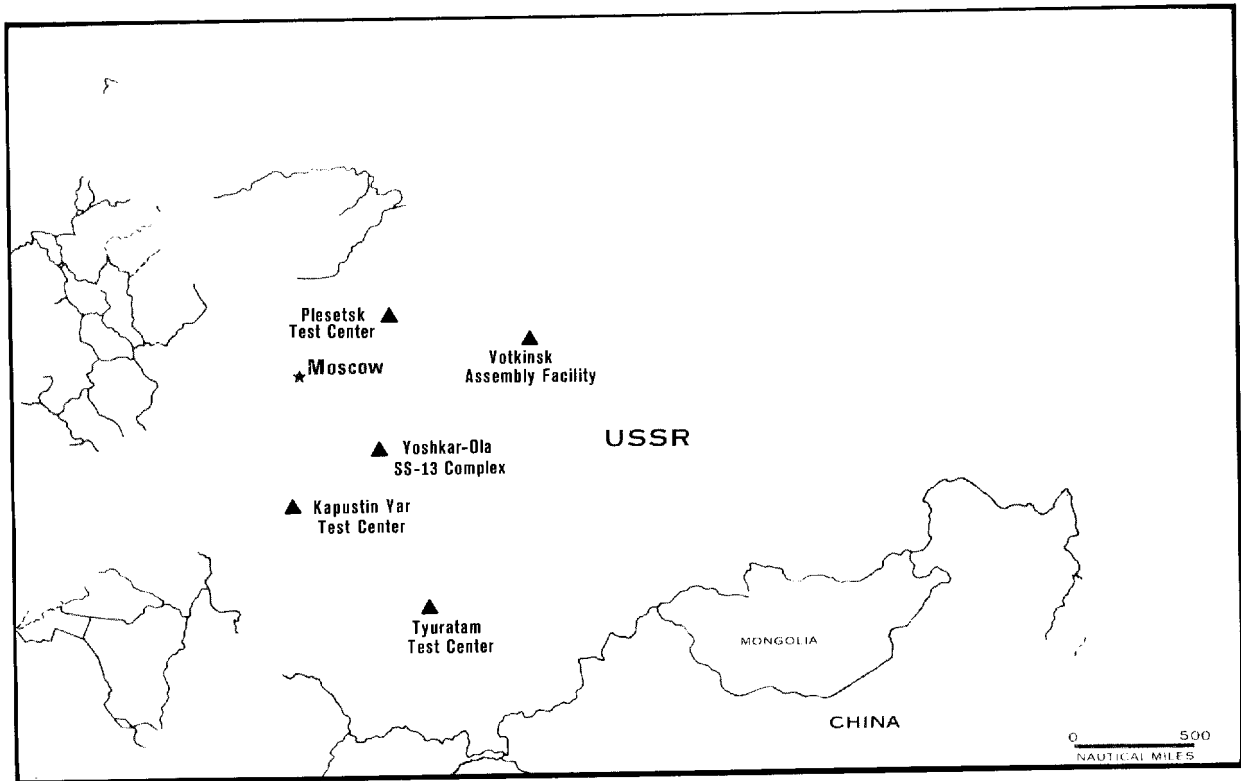 Plesetsk
Test Center
Moscow
Votkinsk
Assembly Facility
USSR
Yoshkar-Ola
SS-13 Complex
Kapustin Yar
Test Center
Tyuratam
Test Center
MONGOLIA
CHINA
0 500
NAUTICAL MILES